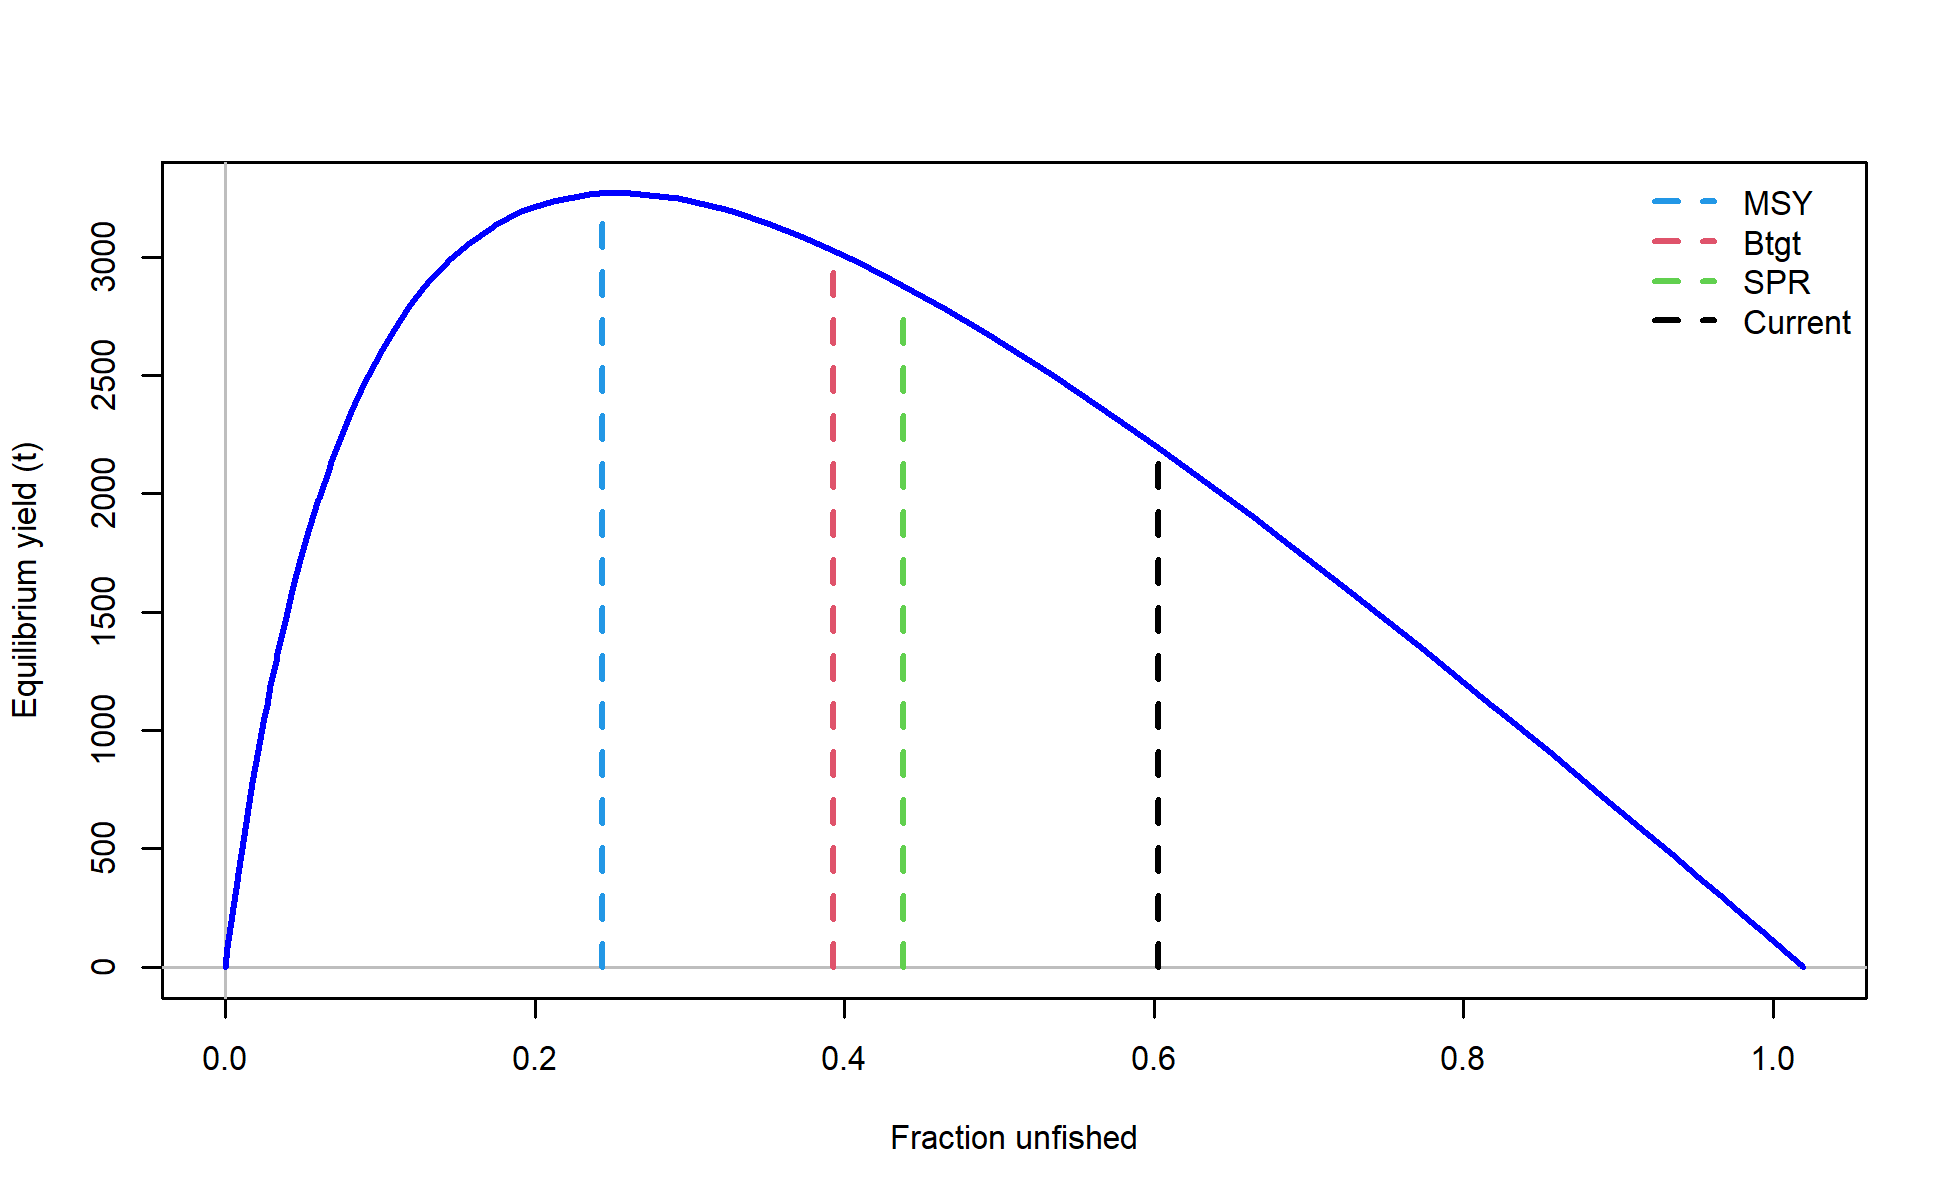 MSY
Btgt
SPR
Current
Equilibrium yield (t)
3000
2500
2000
1500
1000
500
0
0.0 0.2 0.4 0.6 0.8 1.0
Fraction unfished